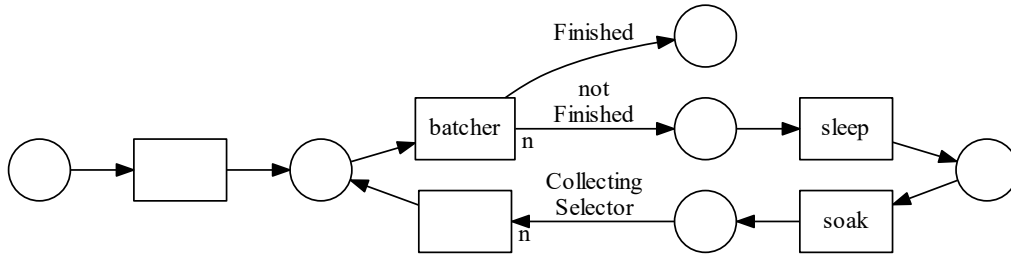 Finished
not
Finished
batcher
n
sleep
Collecting
Selector
n
soak